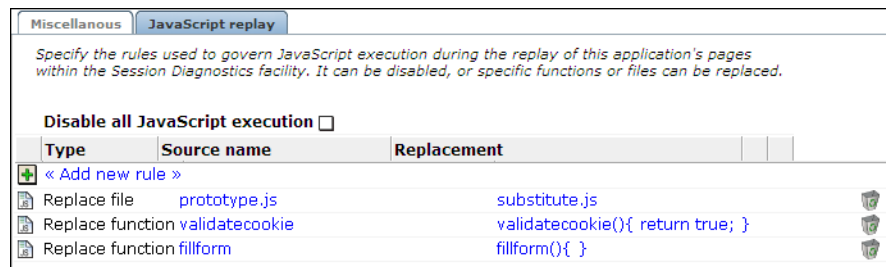 Miscellanous JavaScript replay
Specify the rules used to govern JavaScript execution during the replay of this application's pages
within the Session Diagnostics facility. It can be disabled, or specific functions or files can be replaced.
Disable all JavaScript execution
Type Source name Replacement
« Add new rule »
Replace file prototype.js substitute.js
Replace function validatecookie validatecookie(){ return true; }
Replace function fillform fillform(){ }